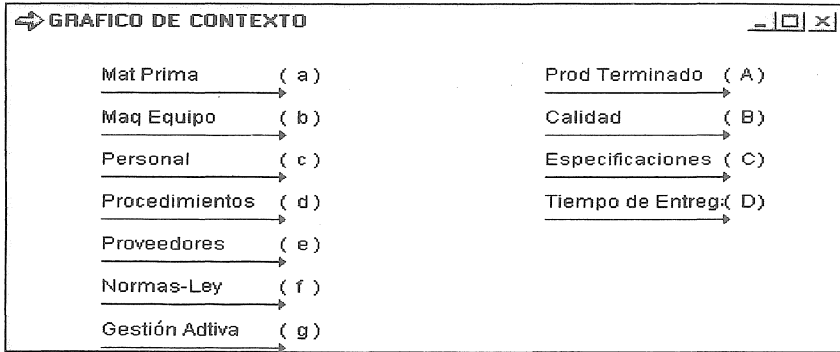 GRAFICO DE CONTEXTO
Mat Prima ( a)
Maq Equipo ( b)
Personal ( c)
Procedimientos ( d)
Proveedores ( e)
Normas-Ley ( f )
Gestión Adtiva ( g)
Prod Terminado ( A)
Calidad ( B)
Especificaciones ( C)
Tiempo de Entreg:( D)